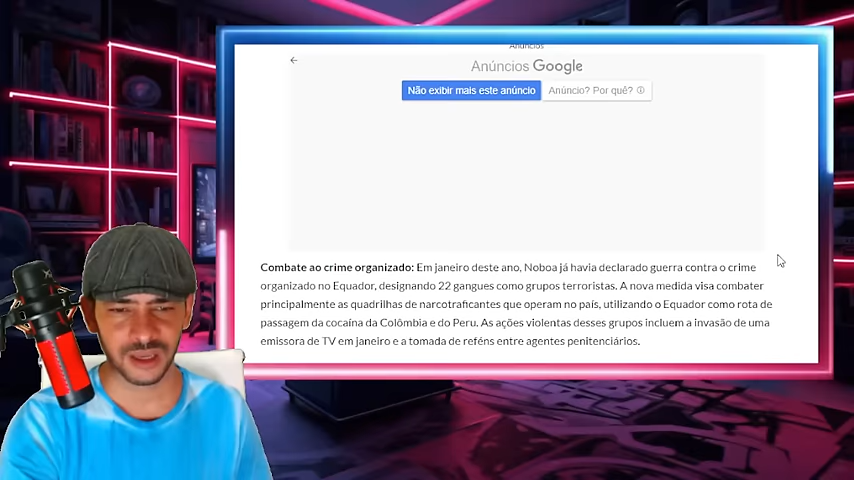 Anúncios
Anúncios Google
Não exibir mais este anúncio Anúncio? Por quê?
Combate ao crime organizado: Em janeiro deste ano, Noboa já havia declarado guerra contra o crime
organizado no Equador, designando 22 gangues como grupos terroristas. A nova medida visa combater
principalmente as quadrilhas de narcotraficantes que operam no país, utilizando o Equador como rota de
passagem da cocaína da Colômbia e do Peru. As ações violentas desses grupos incluem a invasão de uma
emissora de TV em janeiro e a tomada de reféns entre agentes penitenciários.